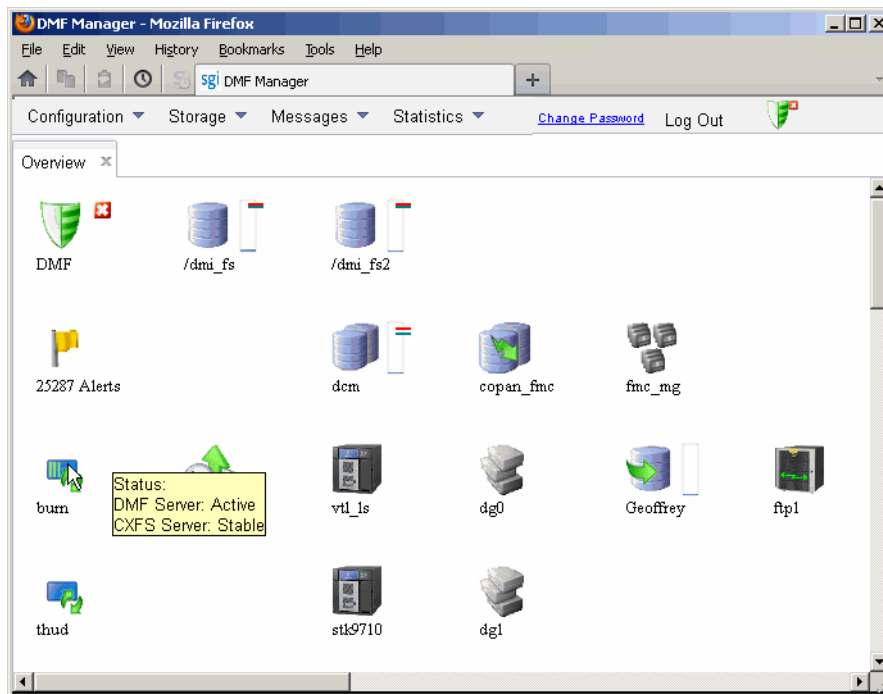 DMF Manager - Mozilla Firefox
File Edit View History Bookmarks Tools Help
sgi DMF Manager
Configuration Storage Messages Statistics Change Password Log Out
Overview
DMF /dmi_fs /dmi_fs2
25287 Alerts dcm copan_fmc fmc_mg
burn vtl_ls dg0 Geoffrey ftp1
Status:
DMF Server: Active
CXFS Server: Stable
thud stk9710 dg1